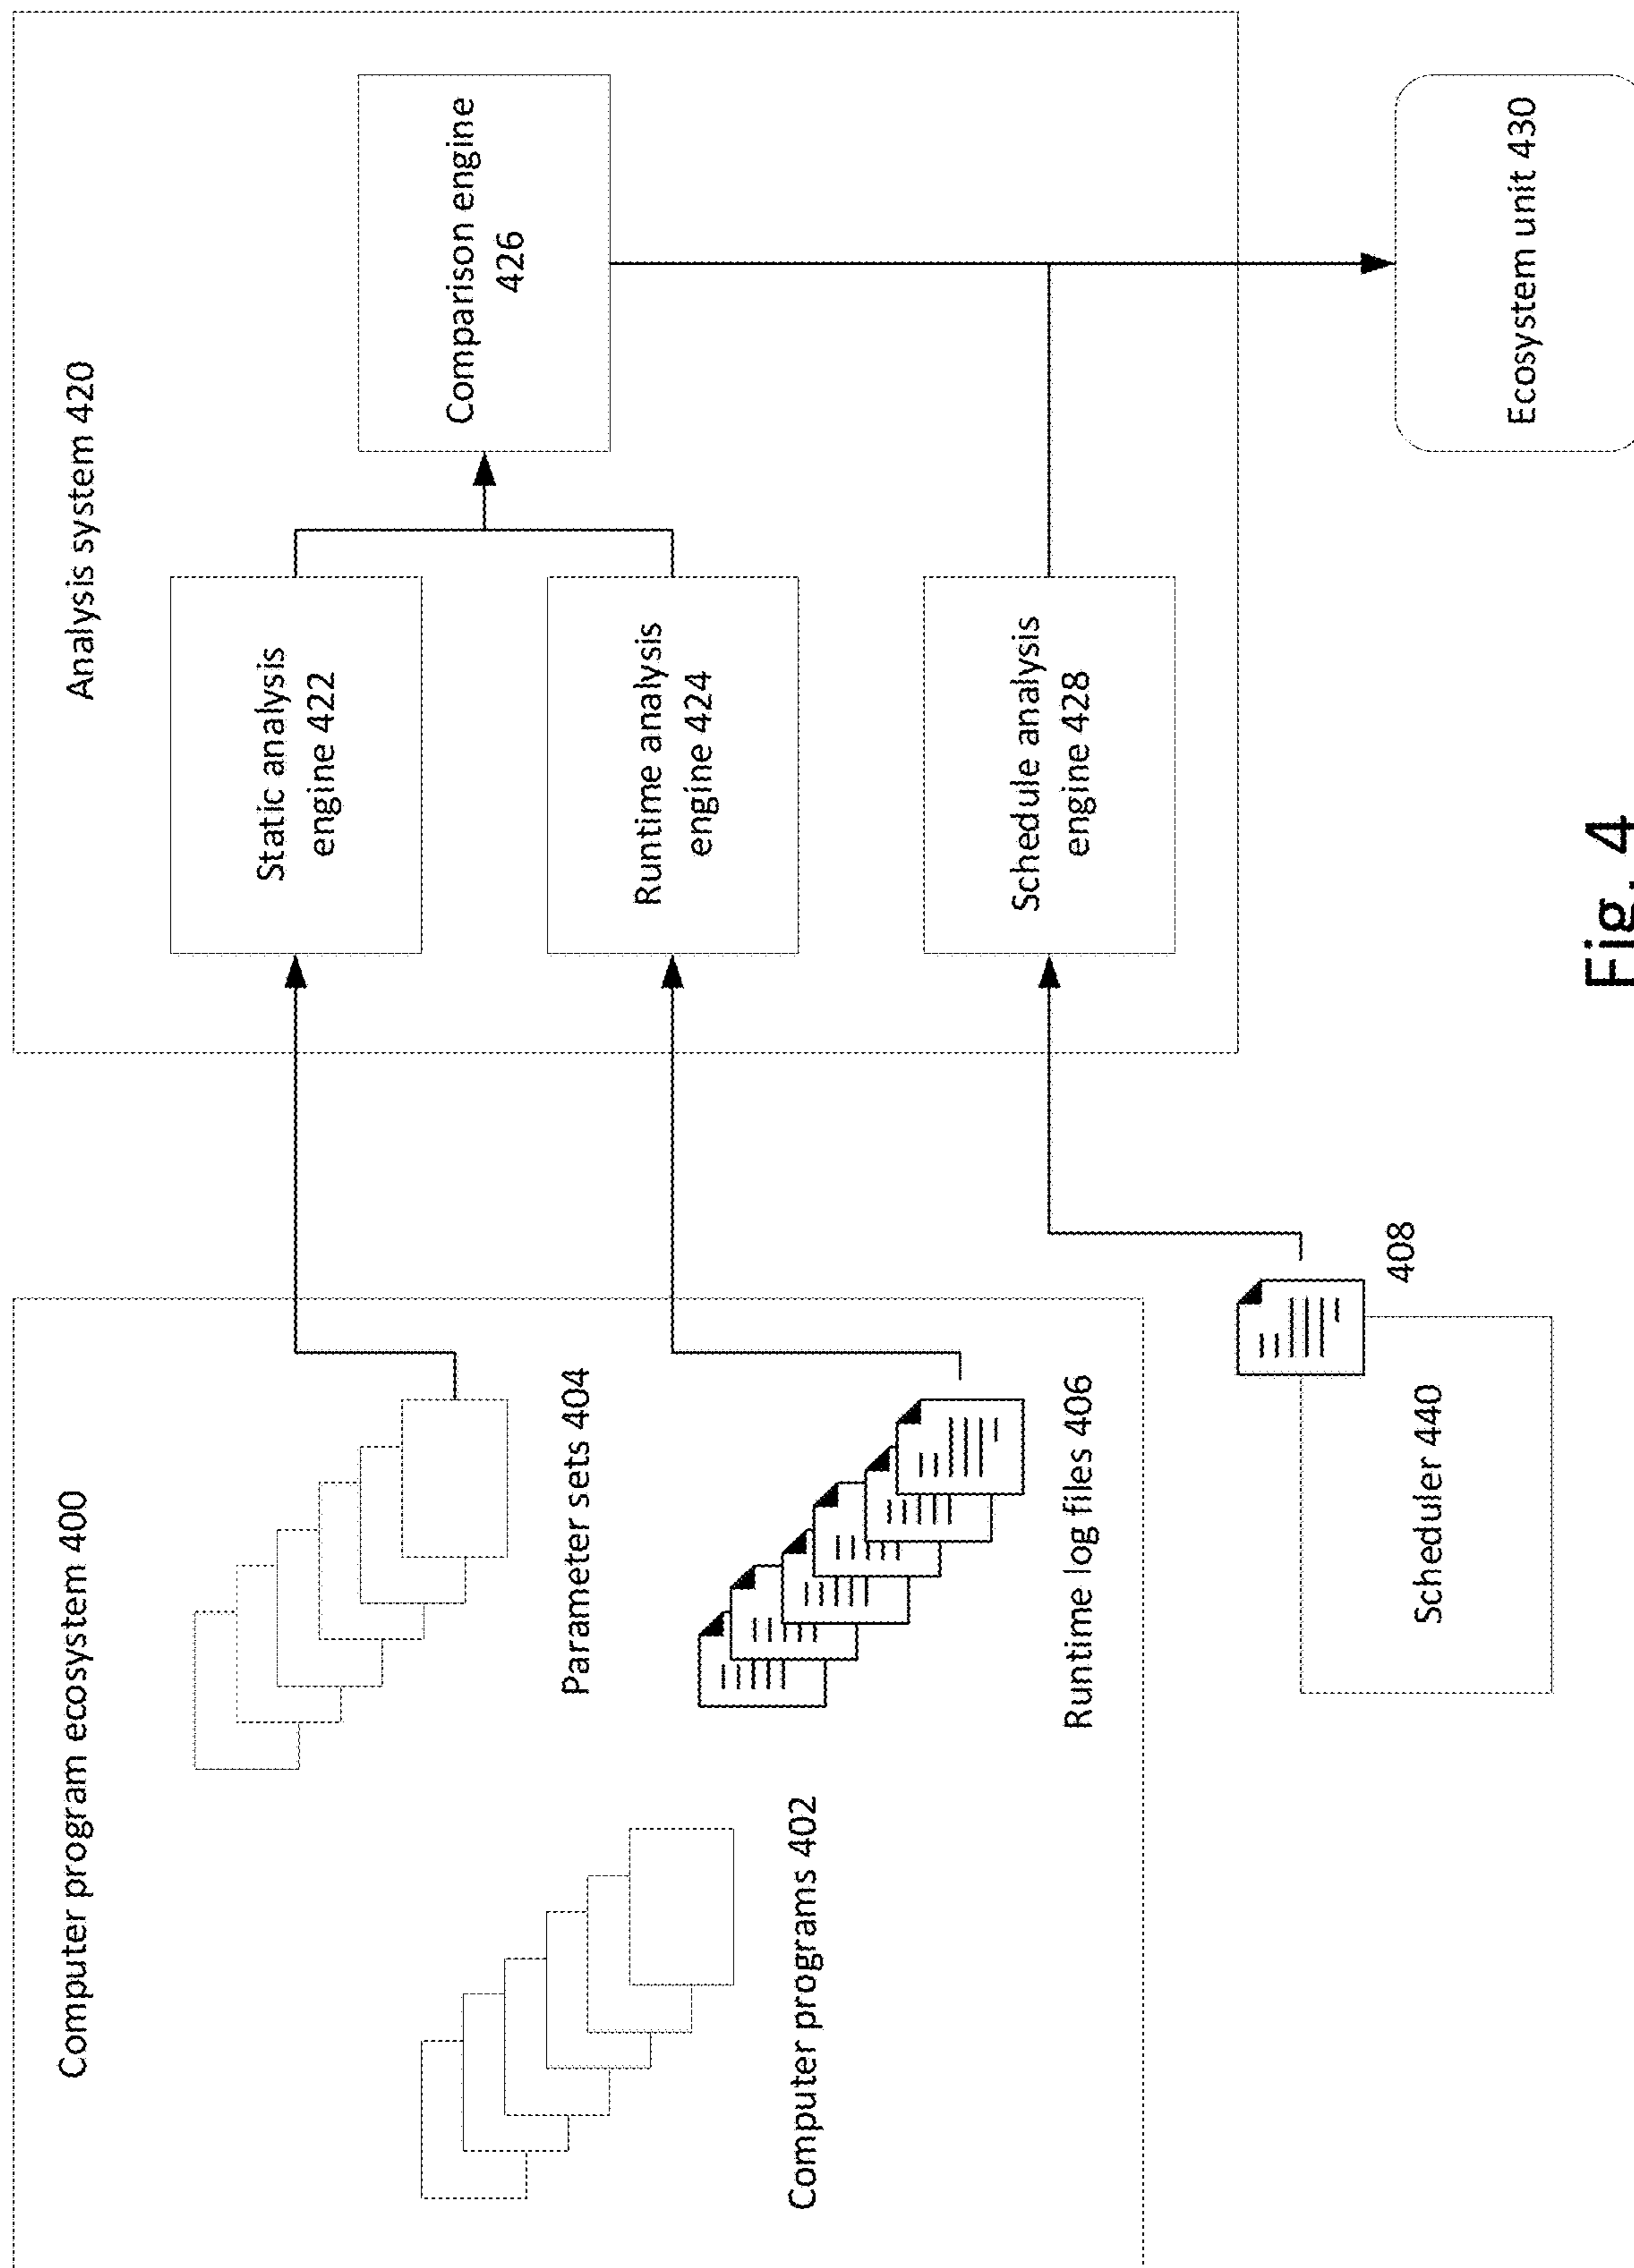 Computer program ecosystem 400
Computer programs 402
Parameter sets 404
Runtime log files 406
Scheduler 440
408
Analysis system 420
Static analysis
engine 422
Runtime analysis
engine 424
Schedule analysis
engine 428
Comparison engine
426
Ecosystem unit 430
Fig. 4